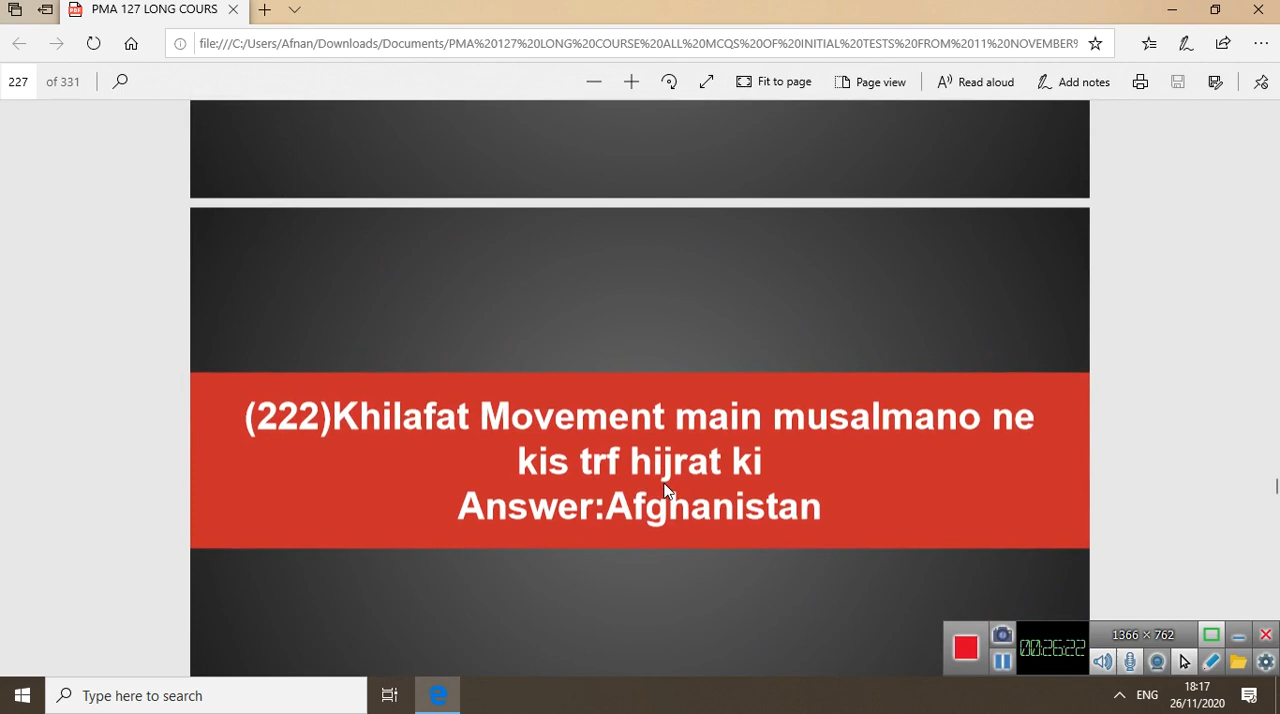 PMA 127 LONG COURS
file:///C:/Users/Afnan/Downloads/Documents/PMA%20127%20LONG%20COURSE%20ALL%20MCQS%20OF%20INITIAL%20TESTS%20FROM%2011%20NOVEMBER%
227 of 331
Fit to page
Page view
Read aloud
Add notes
(222)Khilafat Movement main musalmano ne
kis trf hijrat ki
Answer:Afghanistan
1366 × 762
00:26:22
Type here to search
ENG
18:17
26/11/2020